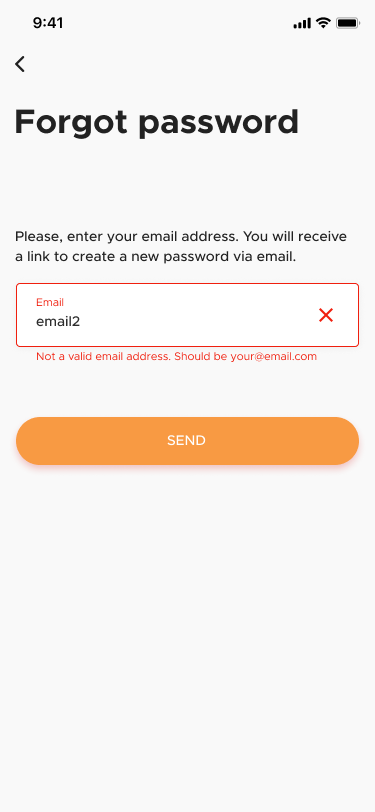 9:41
Forgot password
Please, enter your email address. You will receive
a link to create a new password via email.
Email
email2
Not a valid email address. Should be your@email.com
SEND